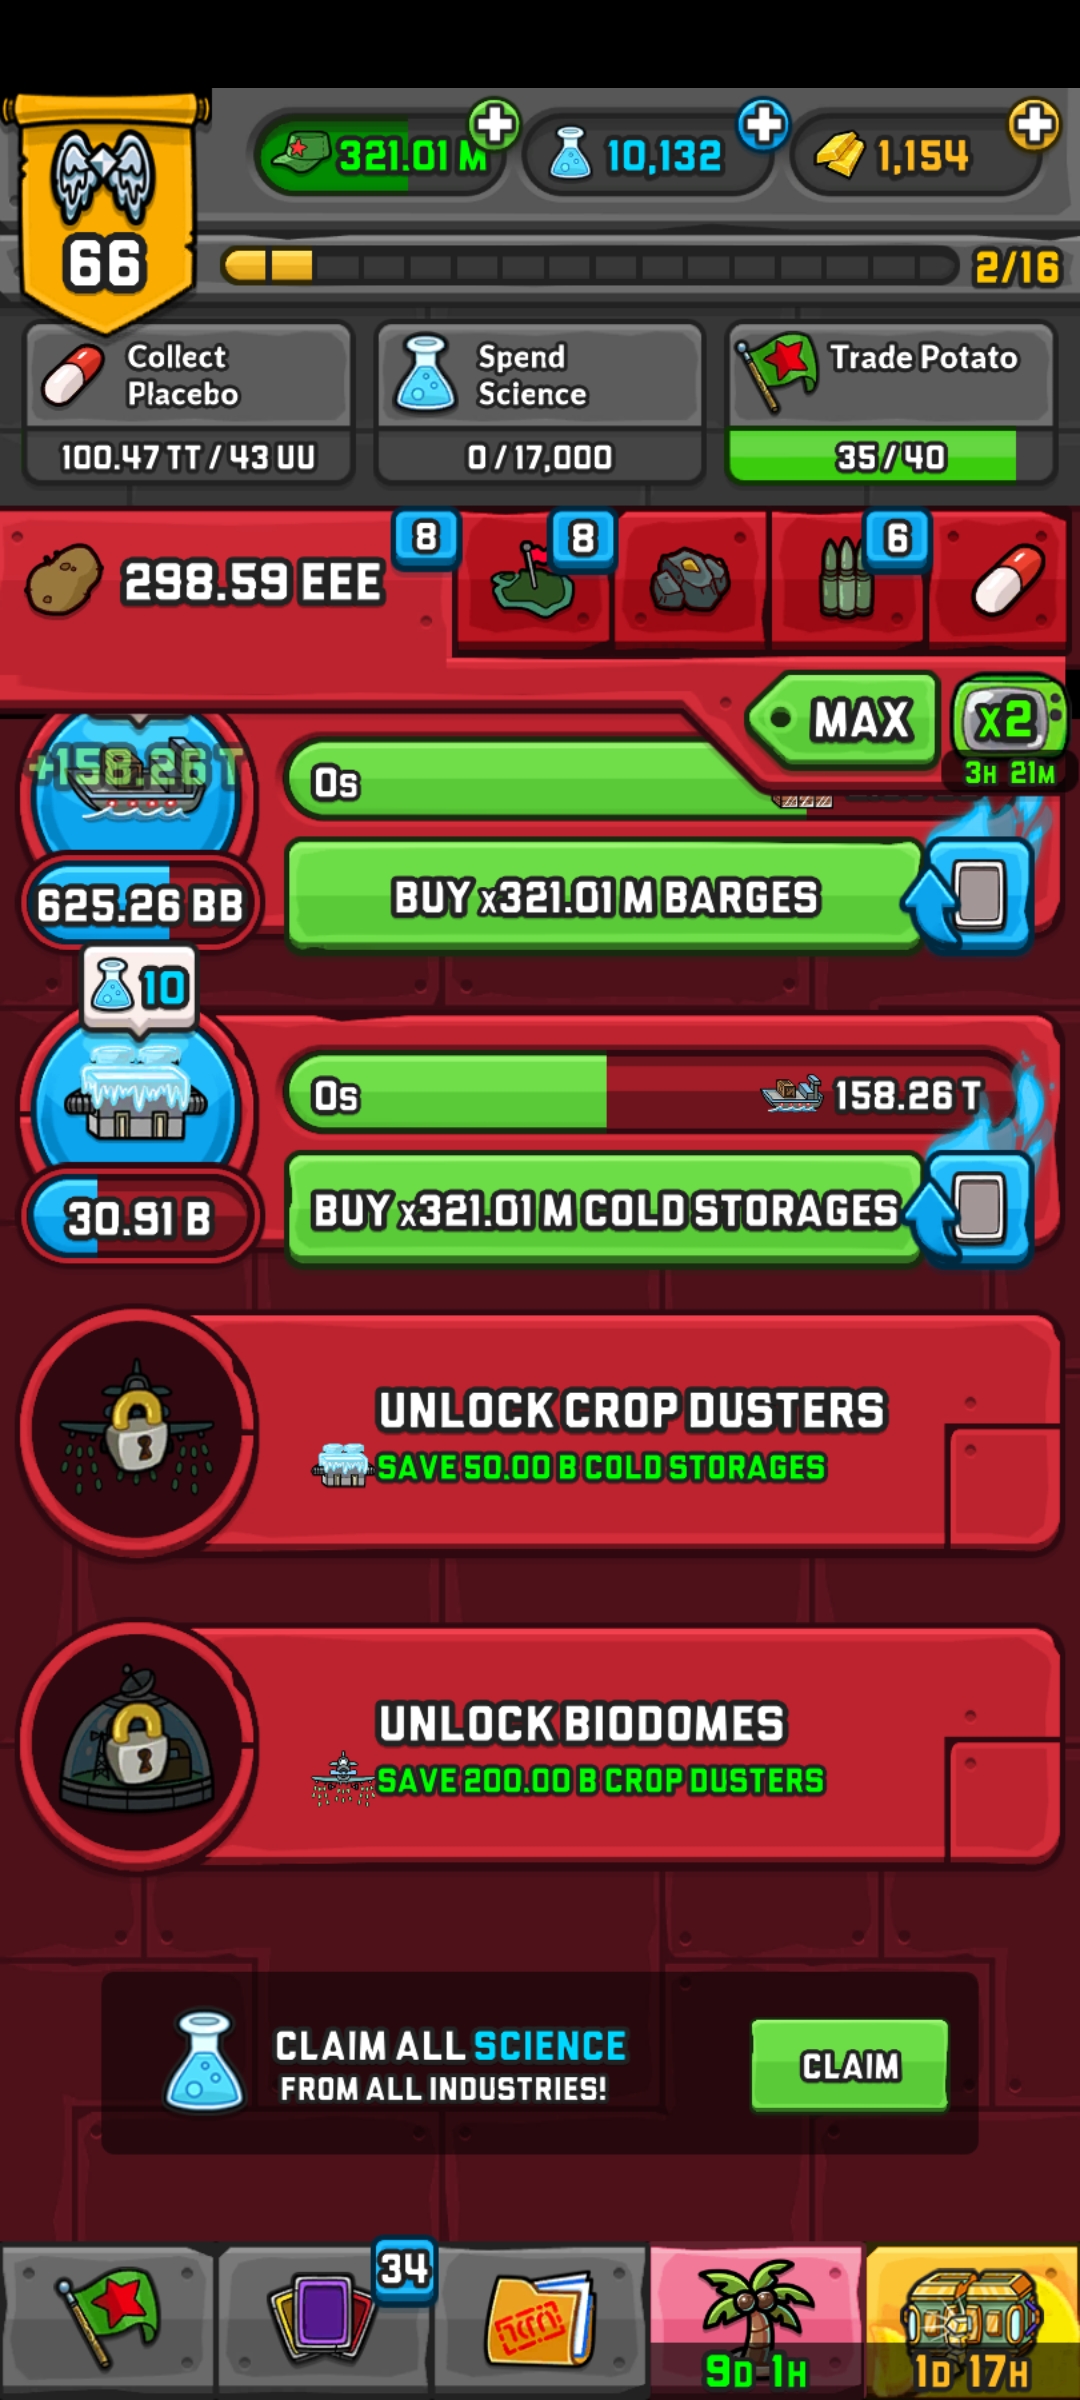 321.01 M
10,132
1,154
66
2/16
Collect
Placebo
100.47 TT / 43 UU
Spend
Science
0 / 17,000
Trade Potato
35 / 40
298.59 EEE
8
8
6
MAX
x2
3H 21M
+158.26 T
0s
625.26 BB
BUY x321.01 M BARGES
10
0s
158.26 T
30.91 B
BUY x321.01 M COLD STORAGES
UNLOCK CROP DUSTERS
SAVE 50.00 B COLD STORAGES
UNLOCK BIODOMES
SAVE 200.00 B CROP DUSTERS
CLAIM ALL SCIENCE
FROM ALL INDUSTRIES!
CLAIM
34
9D 1H
1D 17H